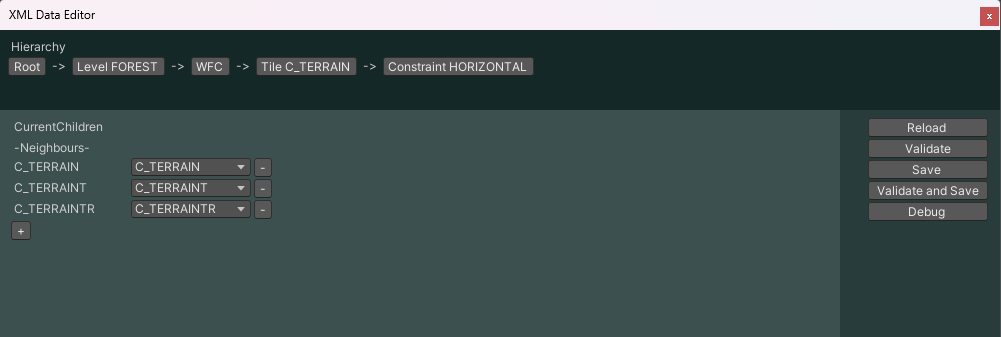 XML Data Editor
x
Hierarchy
Root -> Level FOREST -> WFC -> Tile C_TERRAIN -> Constraint HORIZONTAL
CurrentChildren
-Neighbours-
C_TERRAIN C_TERRAIN -
C_TERRAINT C_TERRAINT -
C_TERRAINTR C_TERRAINTR -
+
Reload
Validate
Save
Validate and Save
Debug